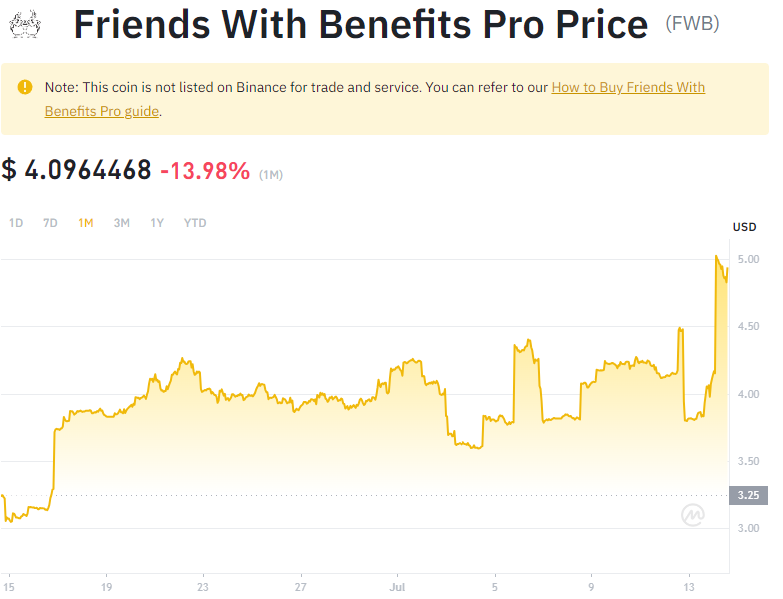 Friends With Benefits Pro Price (FWB)
Note: This coin is not listed on Binance for trade and service. You can refer to our How to Buy Friends With
Benefits Pro guide.
$ 4.0964468 -13.98% (1M)
1D 7D 1M 3M 1Y YTD
USD
5.00
4.50
4.00
3.50
3.25
3.00
15 19 23 27 Jul 5 9 13